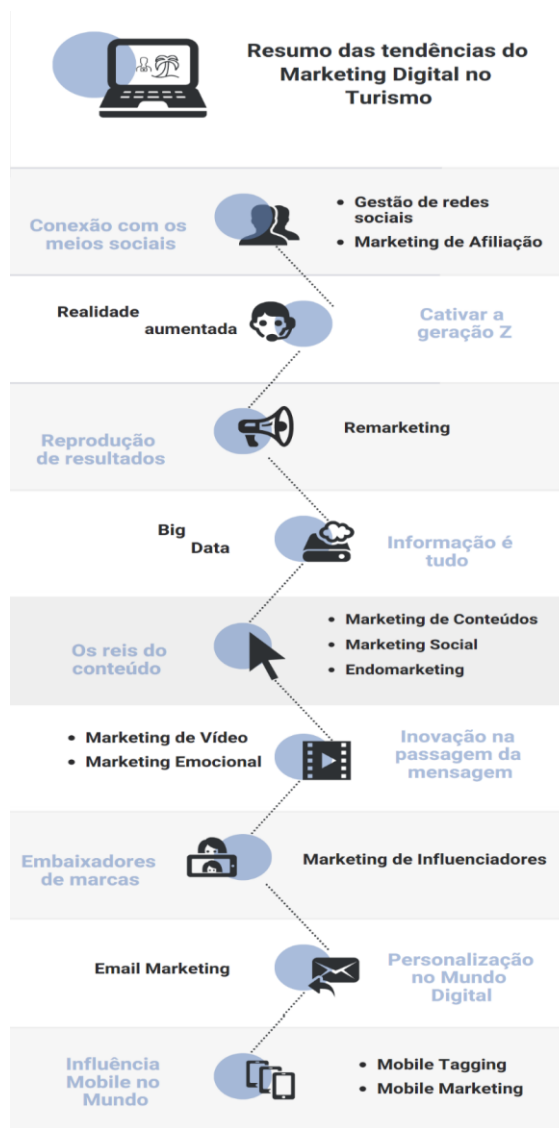 Resumo das tendências do
Marketing Digital no
Turismo
Conexão com os
meios sociais
• Gestão de redes
sociais
• Marketing de Afiliação
Realidade
aumentada
Cativar a
geração Z
Reprodução
de resultados
Remarketing
Big
Data
Informação é
tudo
Os reis do
conteúdo
• Marketing de Conteúdos
• Marketing Social
• Endomarketing
• Marketing de Vídeo
• Marketing Emocional
Inovação na
passagem da
mensagem
Embaixadores
de marcas
Marketing de Influenciadores
Email Marketing
Personalização
no Mundo
Digital
Influência
Mobile no
Mundo
• Mobile Tagging
• Mobile Marketing